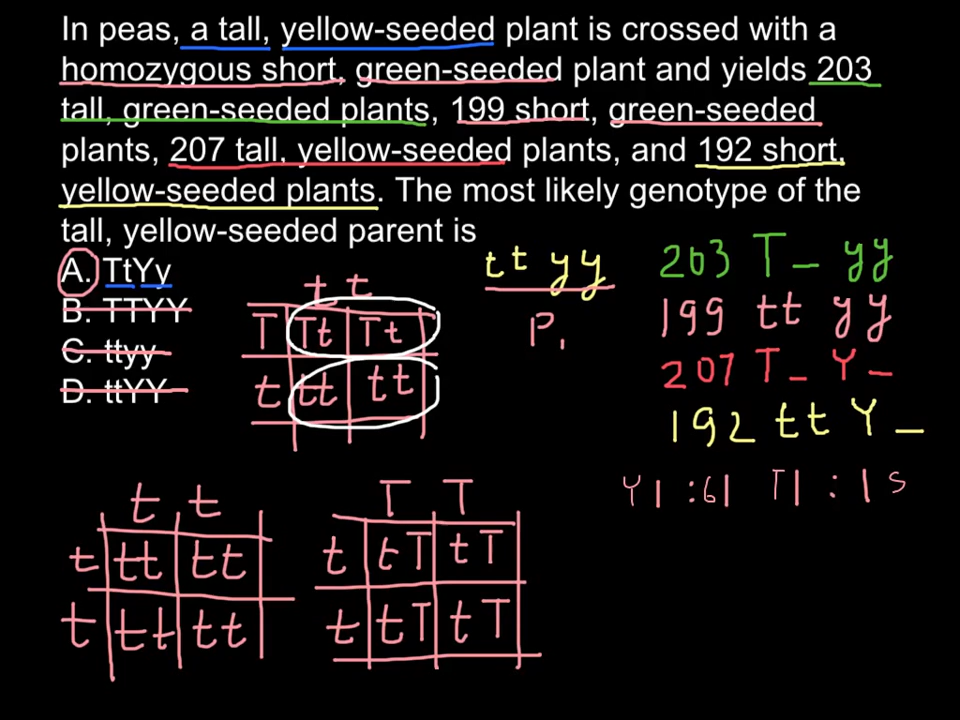 In peas, a tall, yellow-seeded plant is crossed with a
homozygous short, green-seeded plant and yields 203
tall, green-seeded plants, 199 short, green-seeded
plants, 207 tall, yellow-seeded plants, and 192 short,
yellow-seeded plants. The most likely genotype of the
tall, yellow-seeded parent is
A. TtYy
B. TTYY
C. ttyy
D. ttYY
t t
T Tt Tt
t tt tt
tt yy
P1
203 T_ yy
199 tt yy
207 T_ Y_
192 tt Y_
Y1 :G1 T1 : 1 S
t t
t tt tt
t tt tt
T T
t tT tT
t tT tT